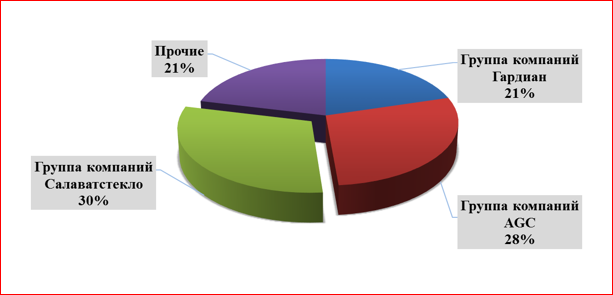 Прочие
21%
Группа компаний
Гардиан
21%
Группа компаний
Салаватстекло
30%
Группа компаний
AGC
28%